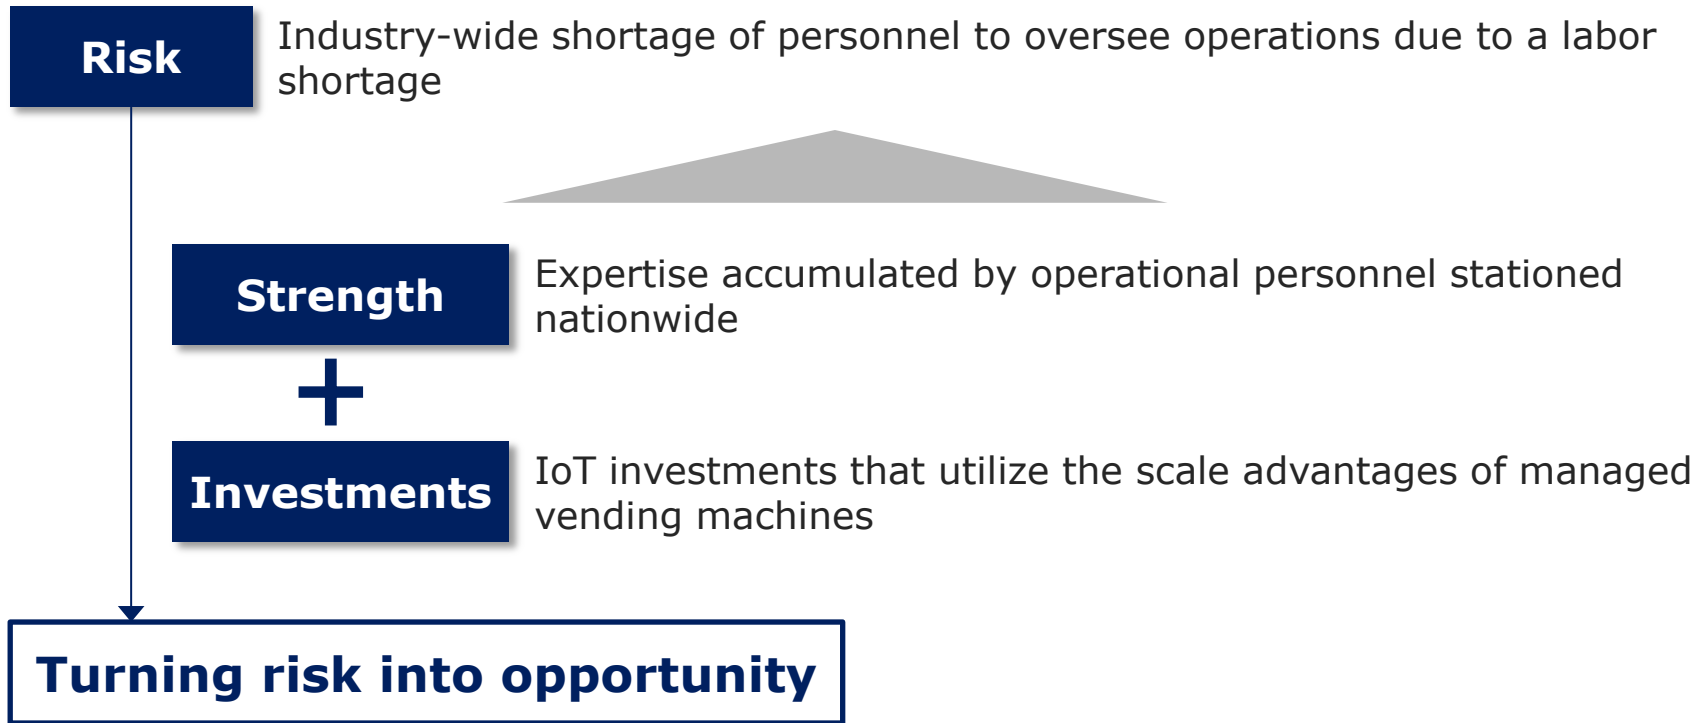 Risk
Industry-wide shortage of personnel to oversee operations due to a labor
shortage
Strength
Expertise accumulated by operational personnel stationed
nationwide
+
Investments
IoT investments that utilize the scale advantages of managed
vending machines
Turning risk into opportunity